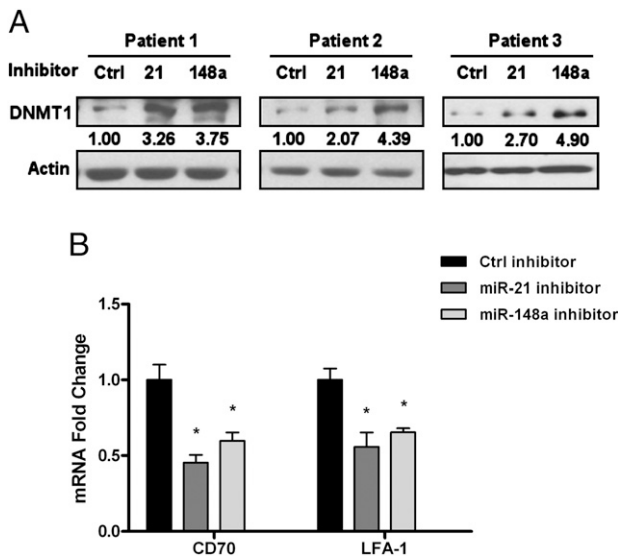 A
Patient 1 Patient 2 Patient 3
Inhibitor Ctrl 21 148a Ctrl 21 148a Ctrl 21 148a
DNMT1
1.00 3.26 3.75 1.00 2.07 4.39 1.00 2.70 4.90
Actin
B
Ctrl inhibitor
miR-21 inhibitor
miR-148a inhibitor
mRNA Fold Change
1.5
1.0
0.5
0.0
* * * *
CD70 LFA-1